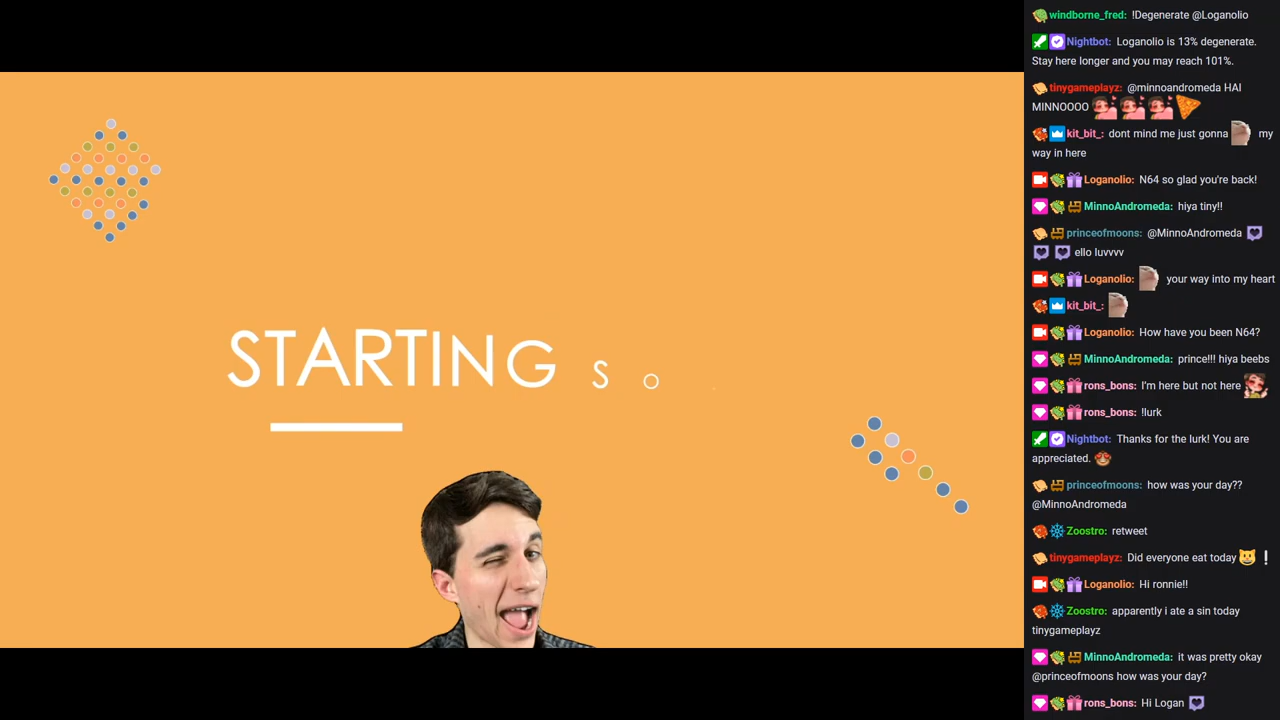 STARTING SO
windborne_fred: !Degenerate @Loganolio
Nightbot: Loganolio is 13% degenerate.
Stay here longer and you may reach 101%.
tinygameplayz: @minnoandromeda HAI
MINNOOOO
kit_bit_: dont mind me just gonna my
way in here
Loganolio: N64 so glad you're back!
MinnoAndromeda: hiya tiny!!
princeofmoons: @MinnoAndromeda
ello luvvvv
Loganolio: your way into my heart
kit_bit_:
Loganolio: How have you been N64?
MinnoAndromeda: prince!!! hiya beebs
rons_bons: I'm here but not here
rons_bons: !lurk
Nightbot: Thanks for the lurk! You are
appreciated.
princeofmoons: how was your day??
@MinnoAndromeda
Zoostro: retweet
tinygameplayz: Did everyone eat today
Loganolio: Hi ronnie!!
Zoostro: apparently i ate a sin today
tinygameplayz
MinnoAndromeda: it was pretty okay
@princeofmoons how was your day?
rons_bons: Hi Logan